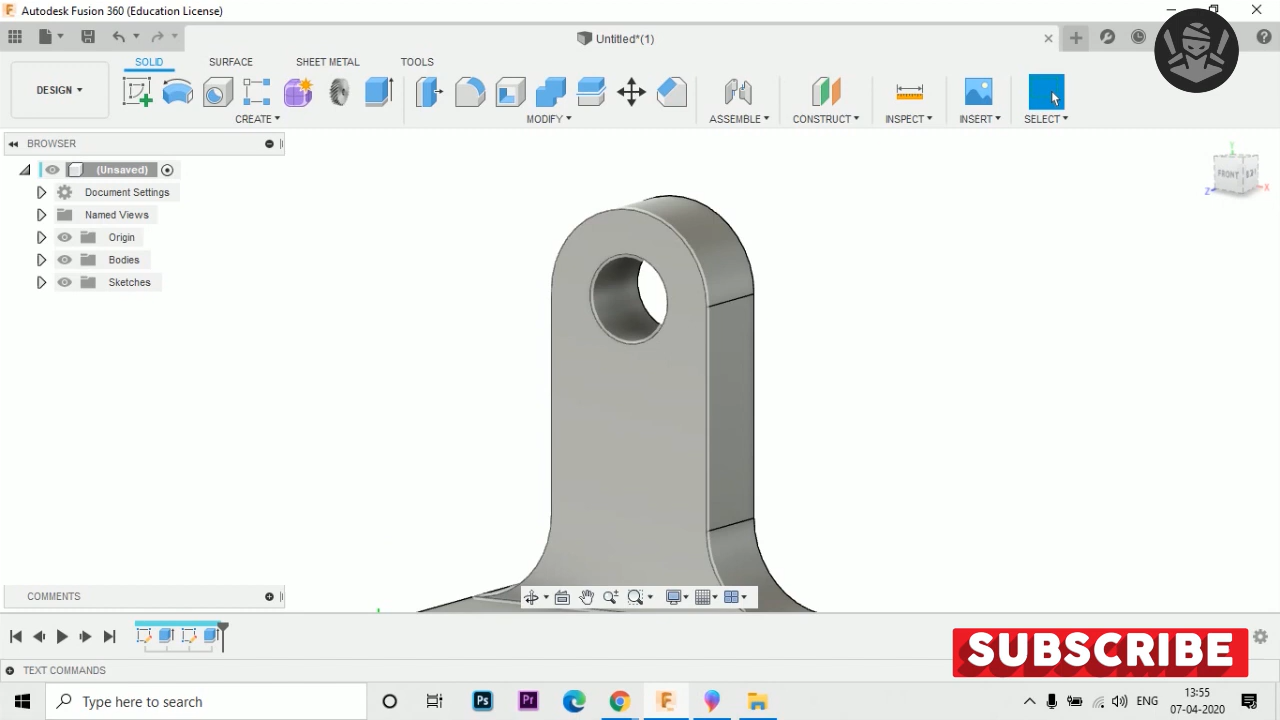 Autodesk Fusion 360 (Education License)
Untitled*(1)
SOLID SURFACE SHEET METAL TOOLS
DESIGN
CREATE MODIFY ASSEMBLE CONSTRUCT INSPECT INSERT SELECT
BROWSER
(Unsaved)
Document Settings
Named Views
Origin
Bodies
Sketches
Y
FRONT
Z
X
COMMENTS
SUBSCRIBE
TEXT COMMANDS
Type here to search
Ps
Pr
ENG
13:55
07-04-2020